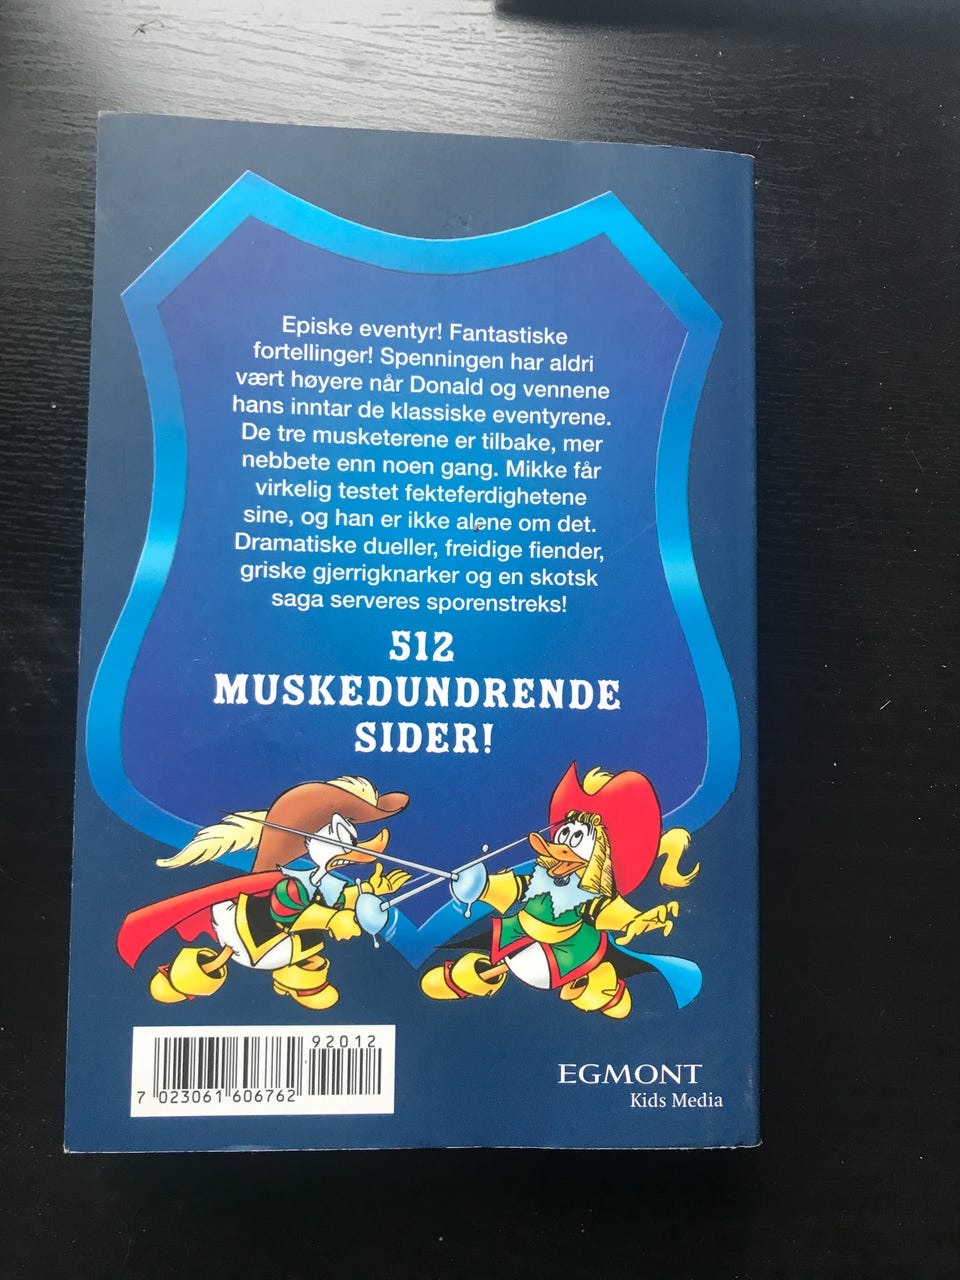 Episke eventyr! Fantastiske
fortellinger! Spenningen har aldri
vært høyere når Donald og vennene
hans inntar de klassiske eventyrene.
De tre musketerene er tilbake, mer
nebbete enn noen gang. Mikke får
virkelig testet fekteferdighetene
sine, og han er ikke alene om det.
Dramatiske dueller, freidige fiender,
griske gjerrigknarker og en skotsk
saga serveres sporenstreks!
512
MUSKEDUNDRENDE
SIDER!
92012
7 023061 606762
EGMONT
Kids Media